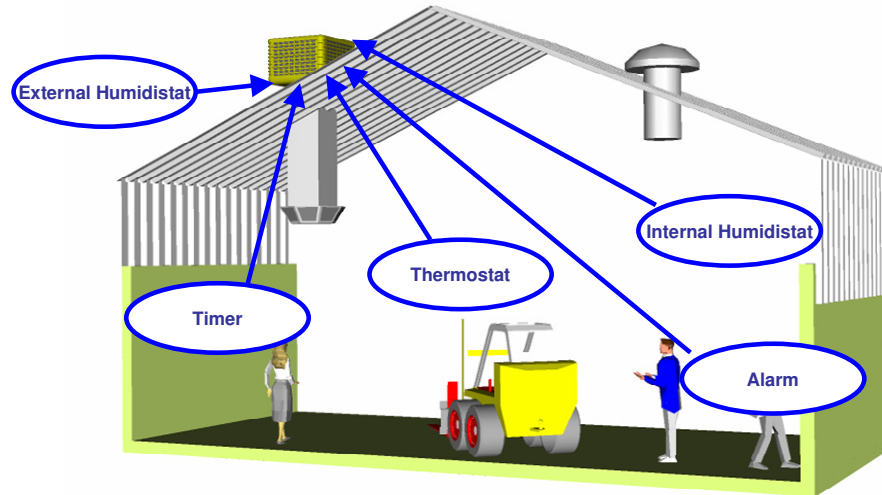 External Humidistat
Internal Humidistat
Thermostat
Timer
Alarm